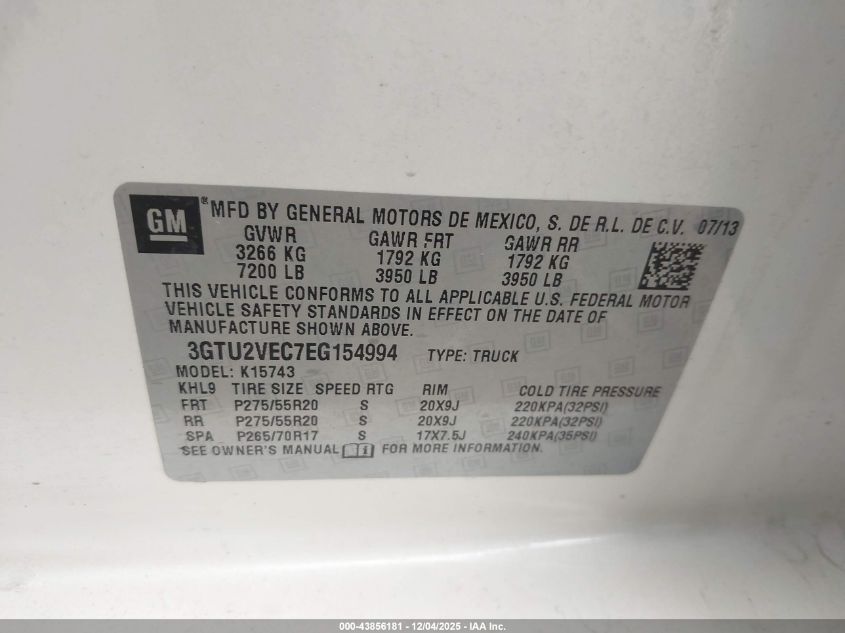 GM ® MFD BY GENERAL MOTORS DE MEXICO, S. DE R.L. DE C.V. 07/13
GVWR GAWR FRT GAWR RR
3266 KG 1792 KG 1792 KG
7200 LB 3950 LB 3950 LB
THIS VEHICLE CONFORMS TO ALL APPLICABLE U.S. FEDERAL MOTOR
VEHICLE SAFETY STANDARDS IN EFFECT ON THE DATE OF
MANUFACTURE SHOWN ABOVE.
3GTU2VEC7EG154994 TYPE: TRUCK
MODEL: K15743
KHL9 TIRE SIZE SPEED RTG RIM COLD TIRE PRESSURE
FRT P275/55R20 S 20X9J 220KPA(32PSI)
RR P275/55R20 S 20X9J 220KPA(32PSI)
SPA P265/70R17 S 17X7.5J 240KPA(35PSI)
SEE OWNER'S MANUAL FOR MORE INFORMATION.
000-43856181 - 12/04/2025 - IAA Inc.